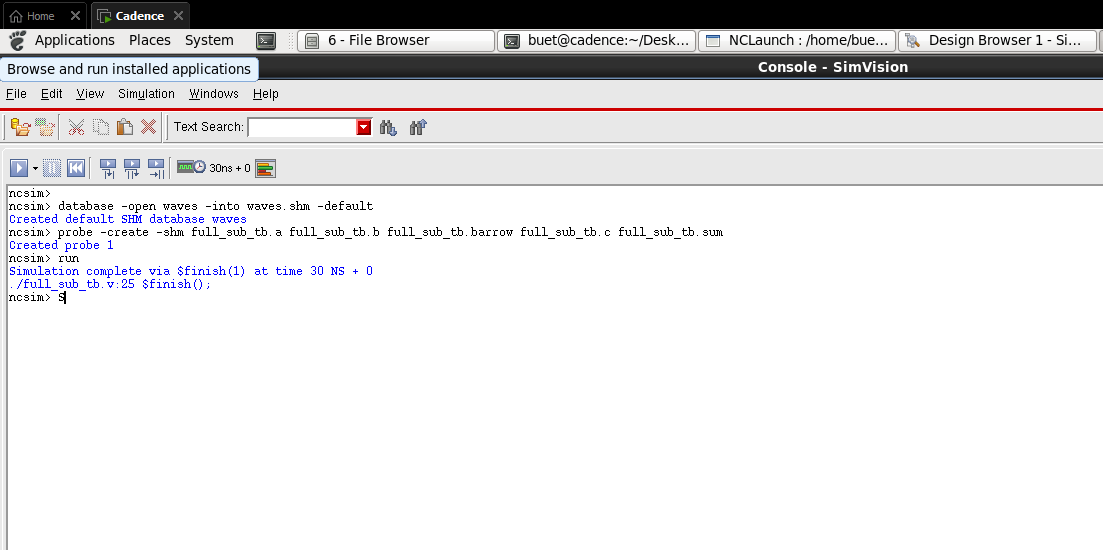 Home
Cadence
Applications Places System 6 - File Browser buet@cadence:~/Desk... NCLaunch : /home/bue... Design Browser 1 - Si...
Browse and run installed applications
Console - SimVision
File Edit View Simulation Windows Help
Text Search:
30ns + 0
ncsim>
ncsim> database -open waves -into waves.shm -default
Created default SHM database waves
ncsim> probe -create -shm full_sub_tb.a full_sub_tb.b full_sub_tb.barrow full_sub_tb.c full_sub_tb.sum
Created probe 1
ncsim> run
Simulation complete via $finish(1) at time 30 NS + 0
./full_sub_tb.v:25 $finish();
ncsim> S